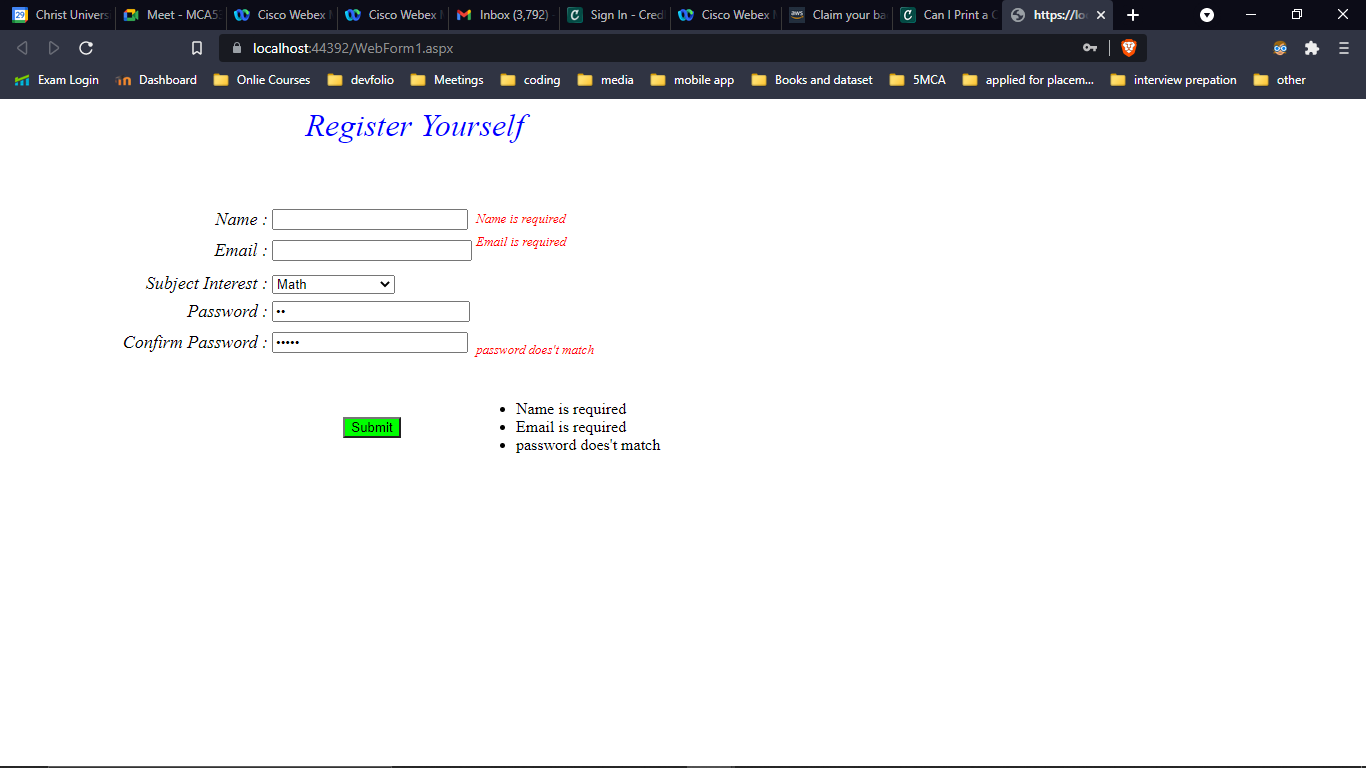 Christ Univers Meet - MCA53 Cisco Webex Cisco Webex Inbox (3,792) - Sign In - Cred Cisco Webex Claim your ba Can I Print a C https://lo
localhost:44392/WebForm1.aspx
Exam Login Dashboard Onlie Courses devfolio Meetings coding media mobile app Books and dataset 5MCA applied for placem... interview prepation other
Register Yourself
Name : Name is required
Email : Email is required
Subject Interest : Math
Password : ••
Confirm Password : ••••• password does't match
Submit
• Name is required
• Email is required
• password does't match